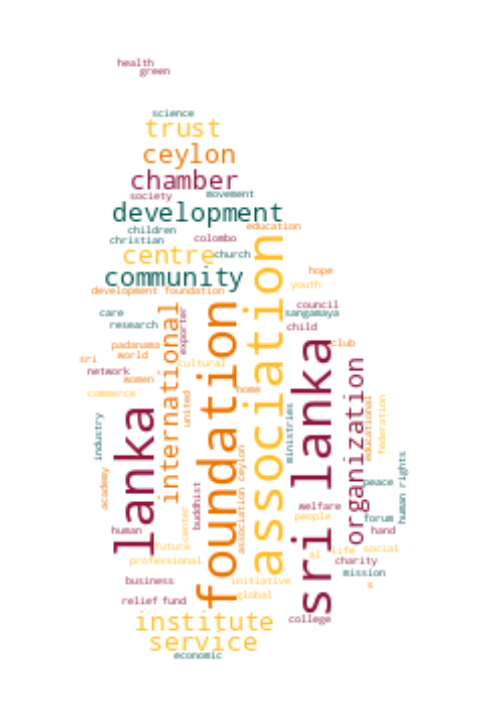 health
green
science
trust
ceylon
chamber
society
movement
development
education
children
christian
colombo
centre
church
community
hope
development foundation
youth
care
council
sangamaya
research
child
exporter
international
foundation
association
sri lanka
padanama
club
world
sri
cultural
network
women
home
commerce
united
organization
educational
federation
lanka
industry
ministries
association ceylon
human rights
academy
peace
buddhist
welfare
center
people
forum
human
hand
future
life
social
al
professional
charity
mission
business
initiative
s
global
relief fund
institute
college
service
economic